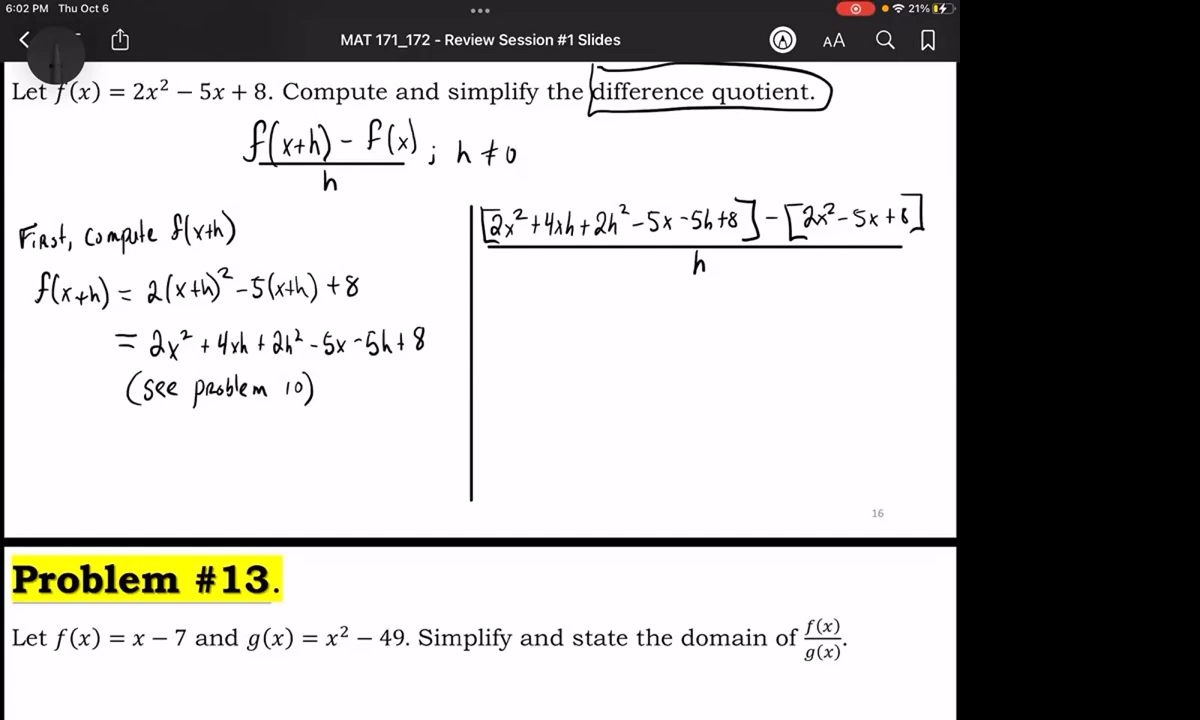 6:02 PM Thu Oct 6
21%
MAT 171_172 - Review Session #1 Slides
AA
Let f(x) = 2x² − 5x + 8. Compute and simplify the difference quotient.
f(x+h) - f(x) ; h ≠ 0
h
First, compute f(x+h)
f(x+h) = 2(x+h)² - 5(x+h) + 8
= 2x² + 4xh + 2h² - 5x - 5h + 8
(see problem 10)
[2x² + 4xh + 2h² - 5x - 5h + 8] - [2x² - 5x + 8]
h
16
Problem #13.
Let f(x) = x − 7 and g(x) = x² − 49. Simplify and state the domain of f(x)/g(x).